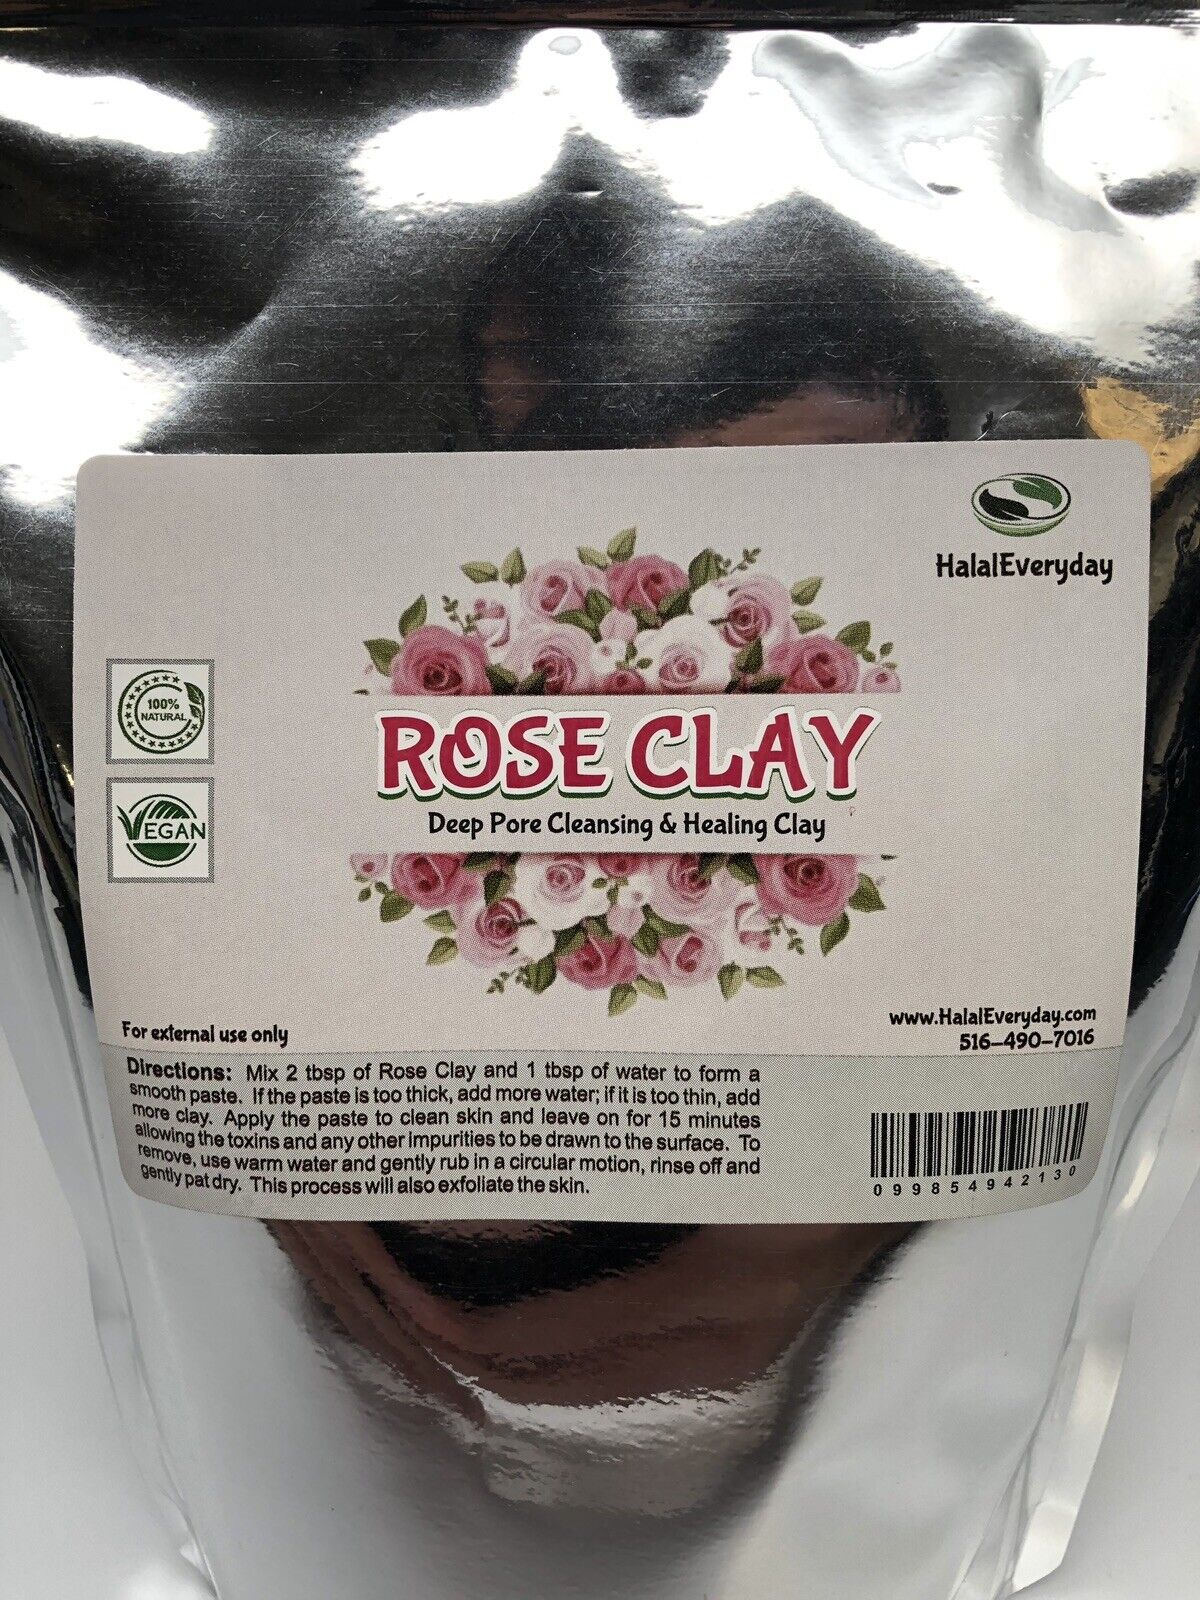 HalalEveryday
100%
NATURAL
VEGAN
ROSE CLAY
Deep Pore Cleansing & Healing Clay
For external use only
www.HalalEveryday.com
516-490-7016
Directions: Mix 2 tbsp of Rose Clay and 1 tbsp of water to form a
smooth paste. If the paste is too thick, add more water; if it is too thin, add
more clay. Apply the paste to clean skin and leave on for 15 minutes
allowing the toxins and any other impurities to be drawn to the surface. To
remove, use warm water and gently rub in a circular motion, rinse off and
gently pat dry. This process will also exfoliate the skin.
099854942130